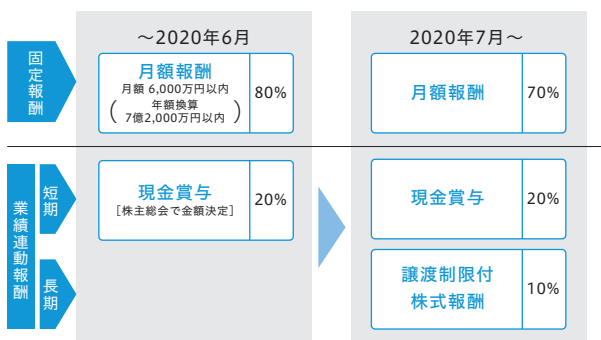 ～2020年6月
2020年7月～
固定報酬
月額報酬
月額 6,000万円以内
(年額換算
7億2,000万円以内)
80%
月額報酬
70%
業績連動報酬
短期
現金賞与
[株主総会で金額決定]
20%
現金賞与
20%
長期
譲渡制限付
株式報酬
10%